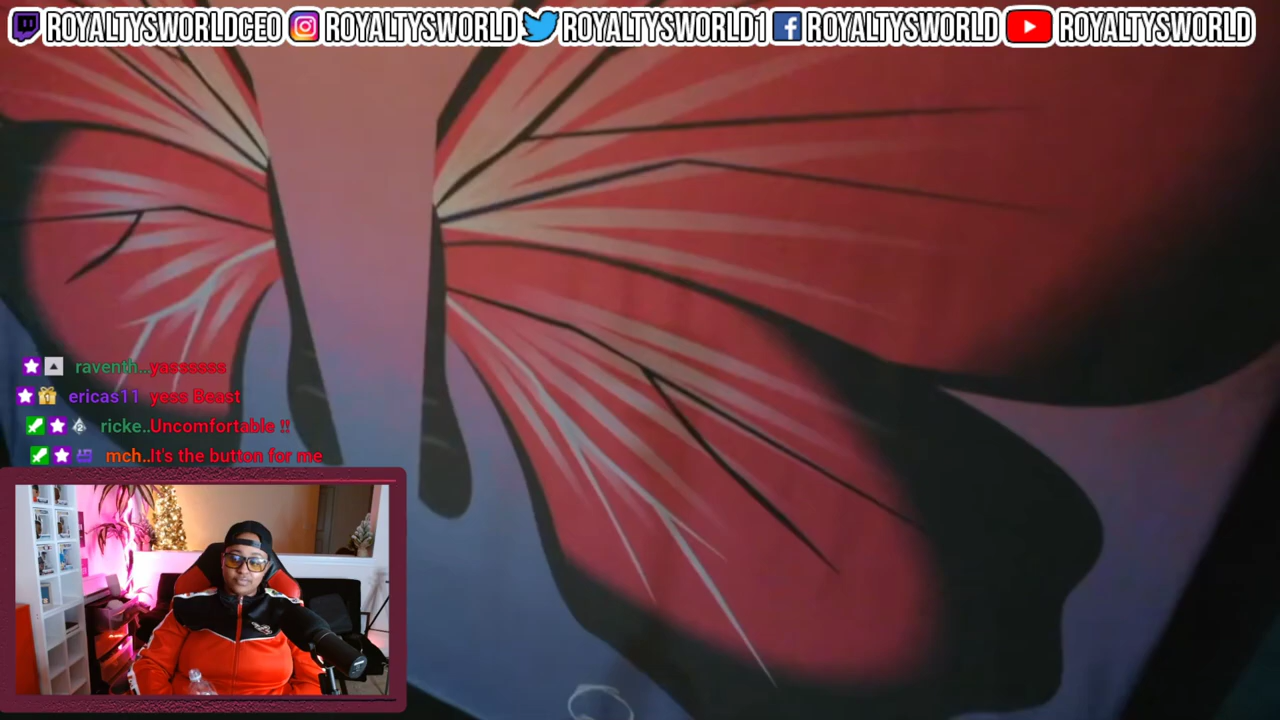 ROYALTYSWORLDCEO ROYALTYSWORLD ROYALTYSWORLD1 ROYALTYSWORLD ROYALTYSWORLD
raventh...yassssss
ericas11 yess Beast
ricke..Uncomfortable !!
mch..It's the button for me